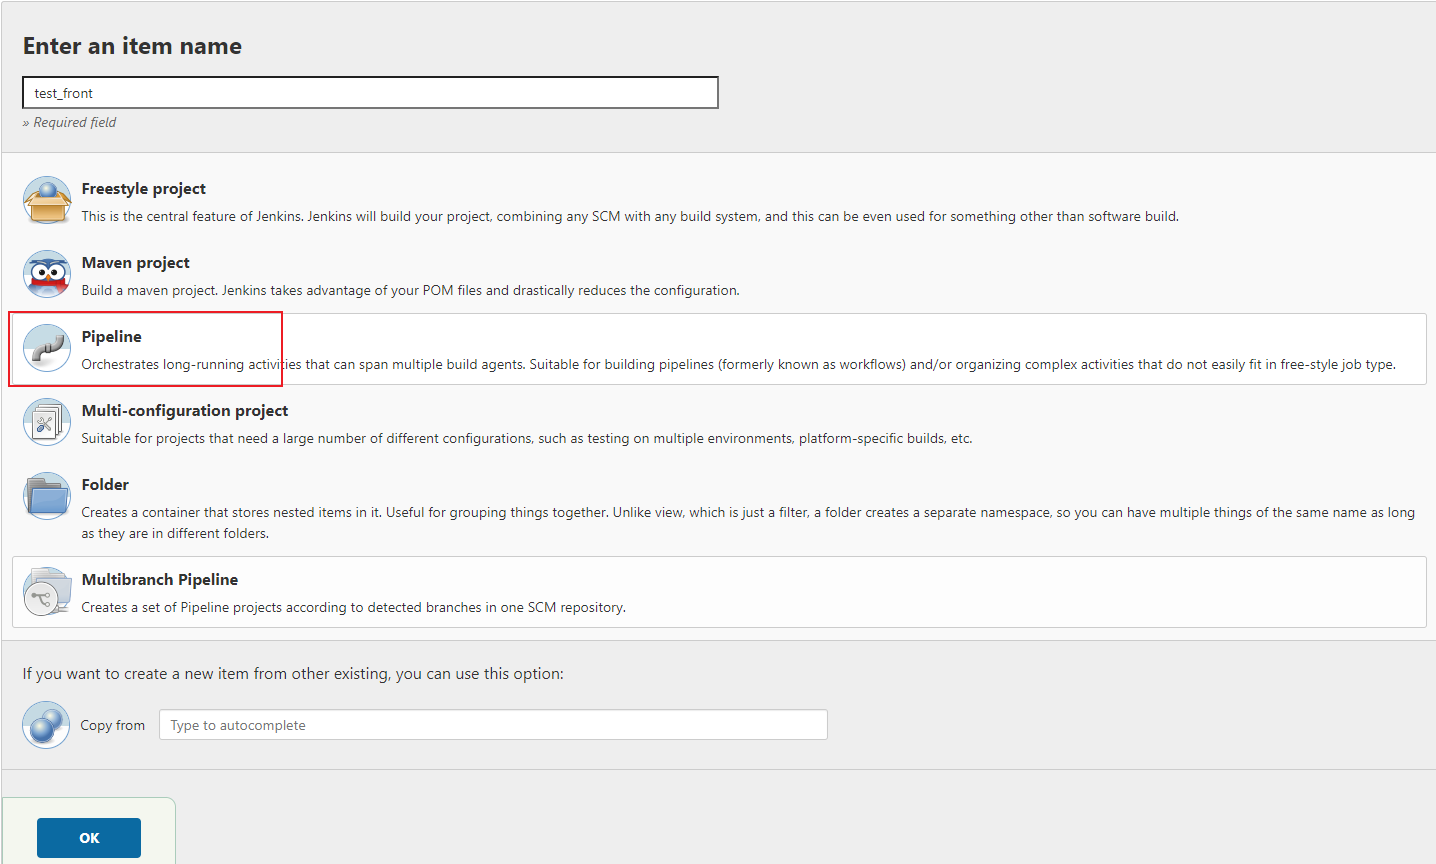 Enter an item name
test_front
» Required field
Freestyle project
This is the central feature of Jenkins. Jenkins will build your project, combining any SCM with any build system, and this can be even used for something other than software build.
Maven project
Build a maven project. Jenkins takes advantage of your POM files and drastically reduces the configuration.
Pipeline
Orchestrates long-running activities that can span multiple build agents. Suitable for building pipelines (formerly known as workflows) and/or organizing complex activities that do not easily fit in free-style job type.
Multi-configuration project
Suitable for projects that need a large number of different configurations, such as testing on multiple environments, platform-specific builds, etc.
Folder
Creates a container that stores nested items in it. Useful for grouping things together. Unlike view, which is just a filter, a folder creates a separate namespace, so you can have multiple things of the same name as long
as they are in different folders.
Multibranch Pipeline
Creates a set of Pipeline projects according to detected branches in one SCM repository.
If you want to create a new item from other existing, you can use this option:
Copy from
Type to autocomplete
OK